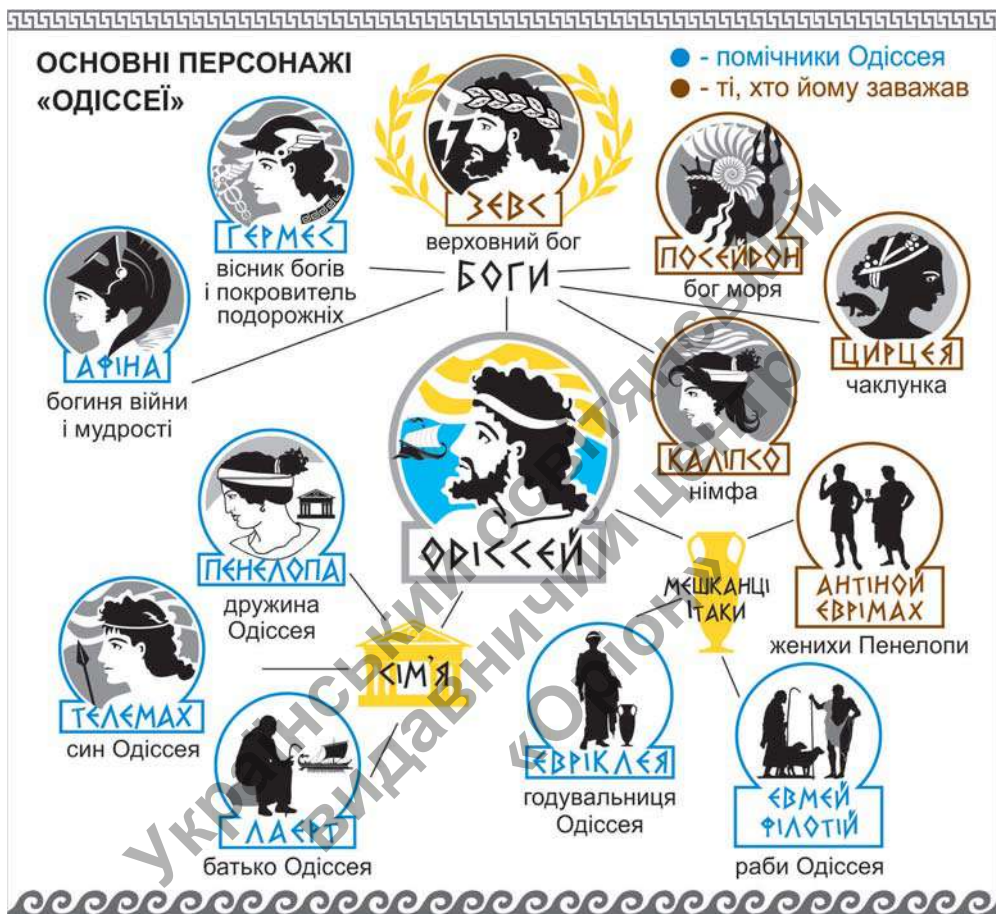 ОСНОВНІ ПЕРСОНАЖІ
«ОДІССЕЇ»
- помічники Одіссея
- ті, хто йому заважав
ЗЕВС
верховний бог
ГЕРМЕС
вісник богів
і покровитель
подорожніх
ПОСЕЙДОН
бог моря
БОГИ
АФІНА
богиня війни
і мудрості
ЦИРЦЕЯ
чаклунка
КАЛІПСО
німфа
ОДІССЕЙ
ПЕНЕЛОПА
дружина
Одіссея
МЕШКАНЦІ
ІТАКИ
АНТІНОЙ
ЕВРІМАХ
женихи Пенелопи
СІМ'Я
ТЕЛЕМАХ
син Одіссея
ЛАЕРТ
батько Одіссея
ЕВРІКЛЕЯ
годувальниця
Одіссея
ЕВМЕЙ
ФІЛОТІЙ
раби Одіссея
Український освітянський
видавничий центр
«Оріон»